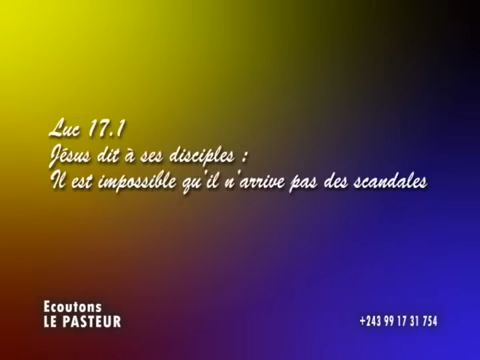 Luc 17.1
Jésus dit à ses disciples :
Il est impossible qu'il n'arrive pas des scandales
Ecoutons
LE PASTEUR
+243 99 17 31 754